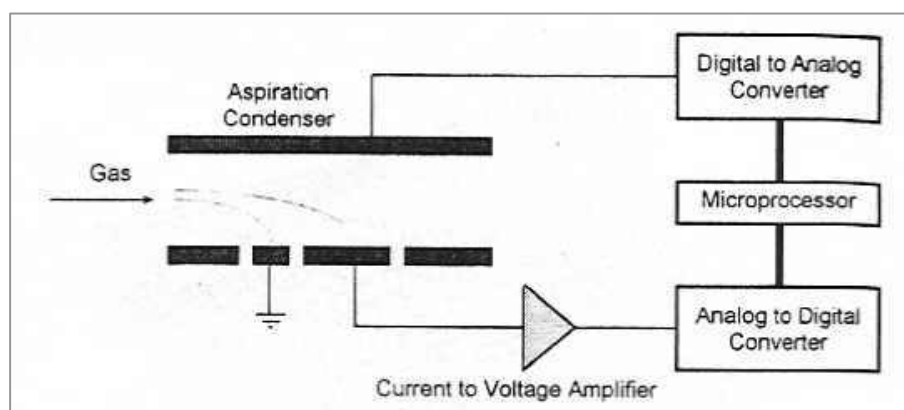 Digital to Analog
Converter
Aspiration
Condenser
Gas
Microprocessor
Analog to Digital
Converter
Current to Voltage Amplifier